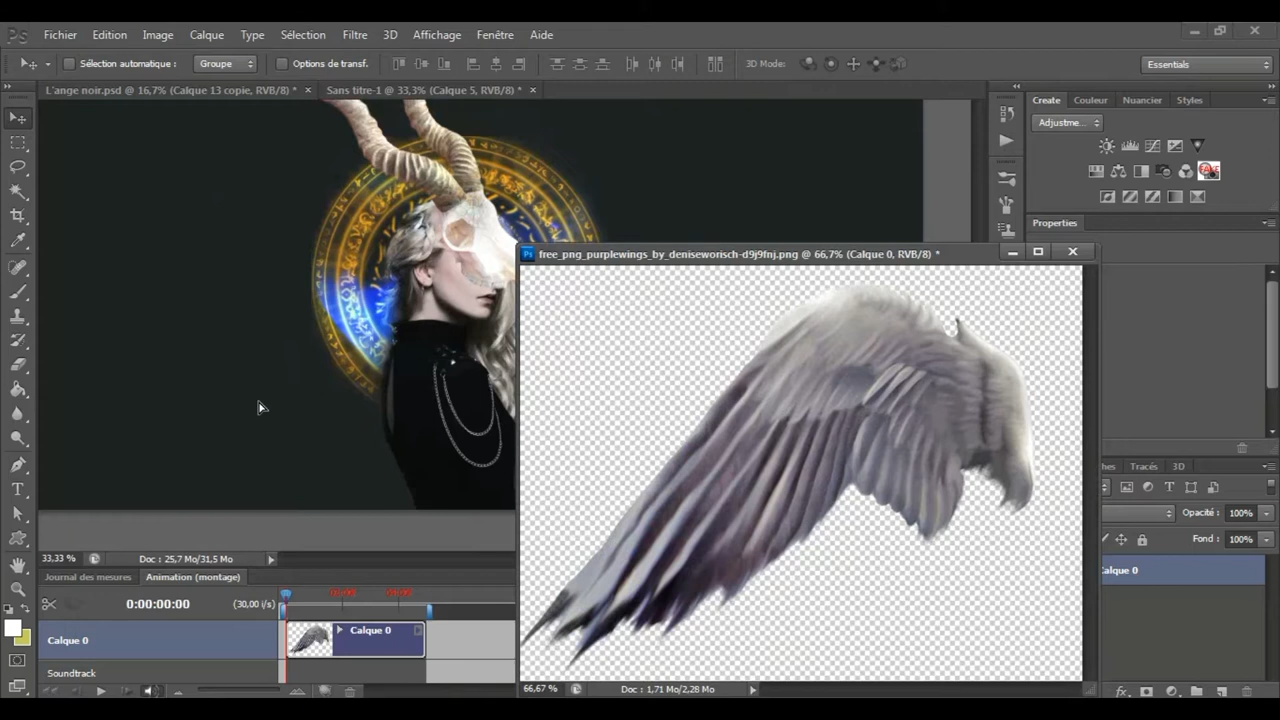 Ps Fichier Edition Image Calque Type Sélection Filtre 3D Affichage Fenêtre Aide
Sélection automatique : Groupe Options de transf. 3D Mode: Essentials
L'ange noir.psd @ 16,7% (Calque 13 copie, RVB/8) * × Sans titre-1 @ 33,3% (Calque 5, RVB/8) * ×
Create Couleur Nuancier Styles
Adjustme...
Properties
Ps free_png_purplewings_by_deniseworisch-d9j9fnj.png @ 66,7% (Calque 0, RVB/8) *
hes Tracés 3D
Opacité : 100%
Fond : 100%
Calque 0
33,33 % Doc : 25,7 Mo/31,5 Mo
Journal des mesures Animation (montage)
0:00:00:00 (30,00 i/s)
Calque 0 Calque 0
Soundtrack
66,67 % Doc : 1,71 Mo/2,28 Mo
fx